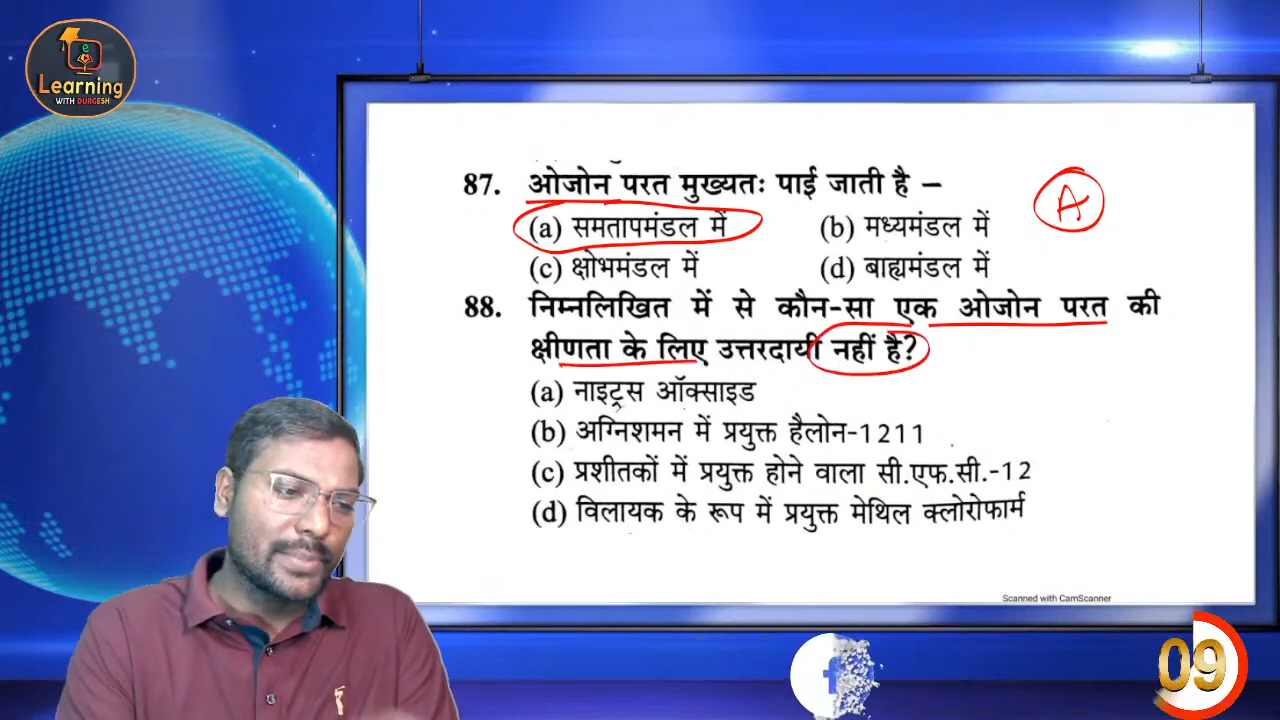 e
Learning
WITH DURGESH
87. ओजोन परत मुख्यतः पाई जाती है –
(a) समतापमंडल में (b) मध्यमंडल में
A
(c) क्षोभमंडल में (d) बाह्यमंडल में
88. निम्नलिखित में से कौन-सा एक ओजोन परत की
क्षीणता के लिए उत्तरदायी नहीं है?
(a) नाइट्रस ऑक्साइड
(b) अग्निशमन में प्रयुक्त हैलोन-1211
(c) प्रशीतकों में प्रयुक्त होने वाला सी.एफ.सी.-12
(d) विलायक के रूप में प्रयुक्त मेथिल क्लोरोफार्म
Scanned with CamScanner
09